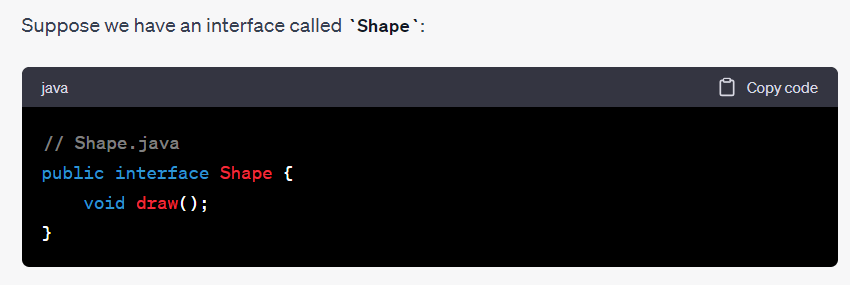 Suppose we have an interface called `Shape`:
java
Copy code
// Shape.java
public interface Shape {
    void draw();
}